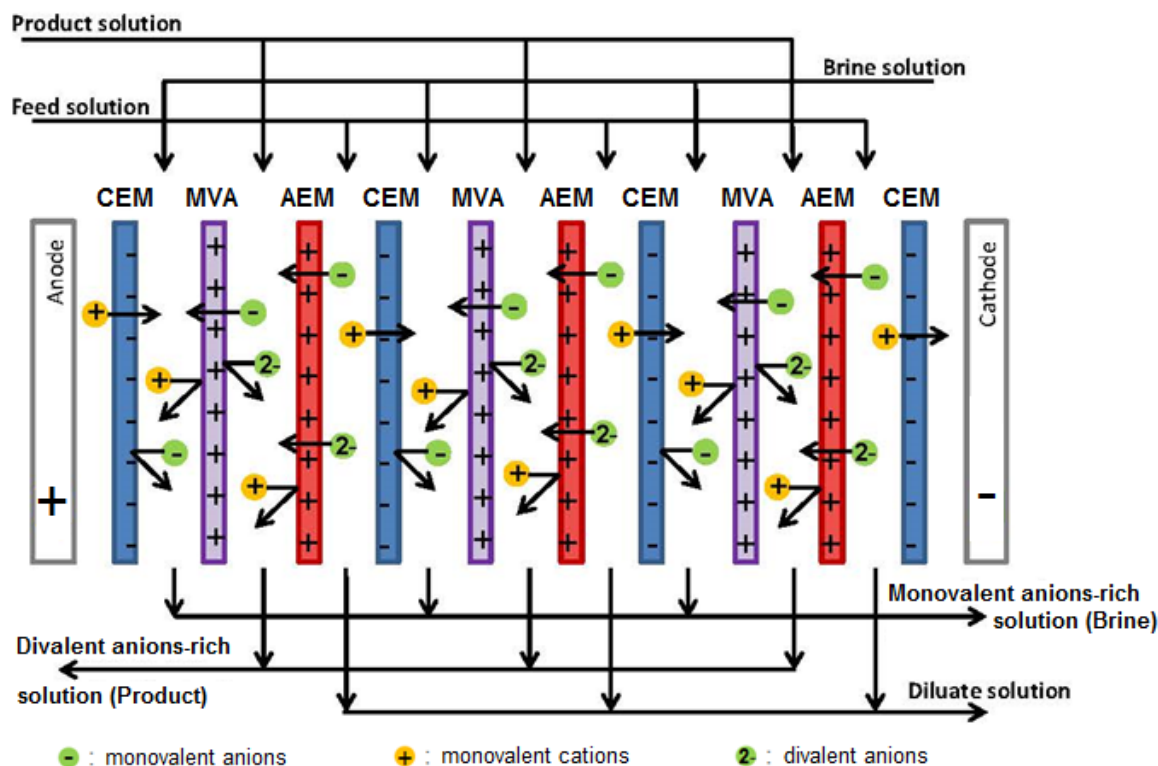 Product solution
Brine solution
Feed solution
CEM MVA AEM CEM MVA AEM CEM MVA AEM CEM
Anode
Cathode
+
-
Monovalent anions-rich
solution (Brine)
Divalent anions-rich
solution (Product)
Diluate solution
- : monovalent anions + : monovalent cations 2- : divalent anions